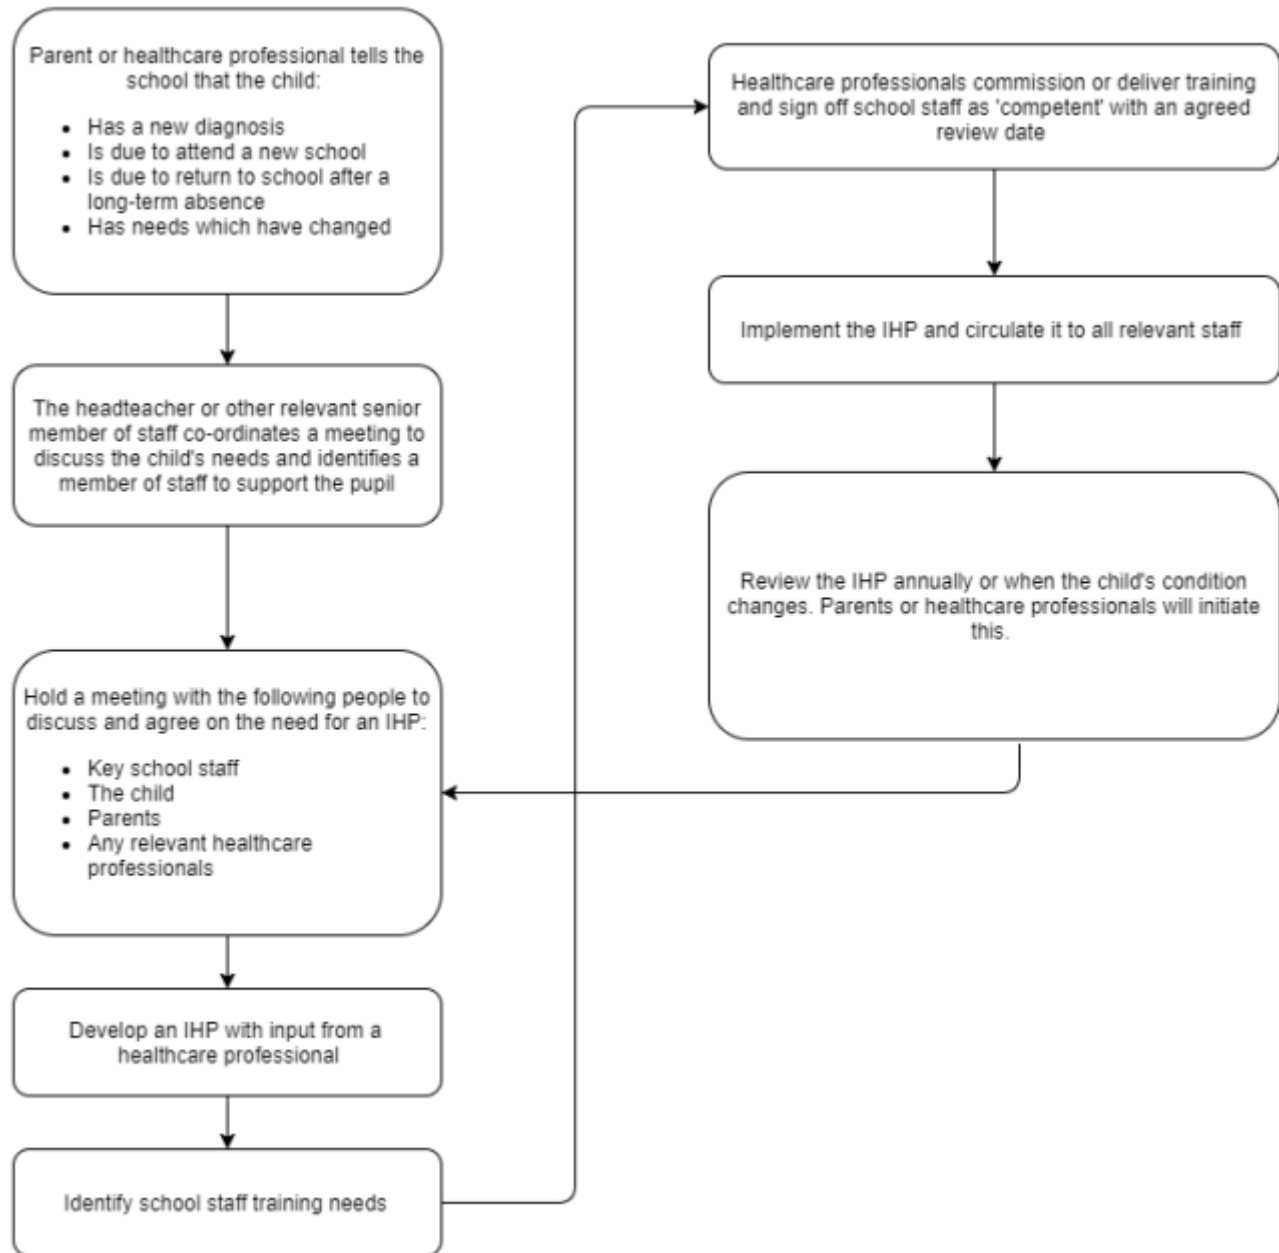 Parent or healthcare professional tells the
school that the child:
• Has a new diagnosis
• Is due to attend a new school
• Is due to return to school after a
long-term absence
• Has needs which have changed
The headteacher or other relevant senior
member of staff co-ordinates a meeting to
discuss the child's needs and identifies a
member of staff to support the pupil
Hold a meeting with the following people to
discuss and agree on the need for an IHP:
• Key school staff
• The child
• Parents
• Any relevant healthcare
professionals
Develop an IHP with input from a
healthcare professional
Identify school staff training needs
Healthcare professionals commission or deliver training
and sign off school staff as 'competent' with an agreed
review date
Implement the IHP and circulate it to all relevant staff
Review the IHP annually or when the child's condition
changes. Parents or healthcare professionals will initiate
this.